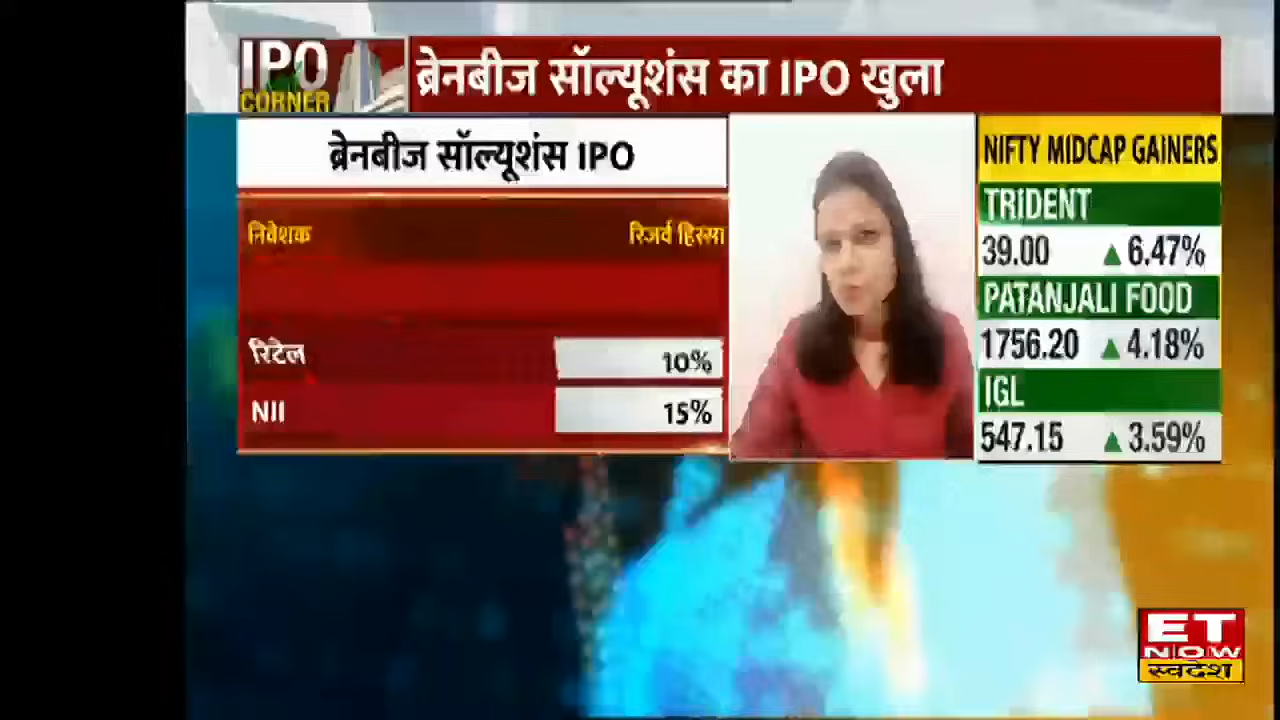 IPO
CORNER
ब्रेनबीज सॉल्यूशंस का IPO खुला
ब्रेनबीज सॉल्यूशंस IPO
निवेशक रिजर्व हिस्सा
रिटेल 10%
NII 15%
NIFTY MIDCAP GAINERS
TRIDENT
39.00 ▲ 6.47%
PATANJALI FOOD
1756.20 ▲ 4.18%
IGL
547.15 ▲ 3.59%
ET
NOW
स्वदेश